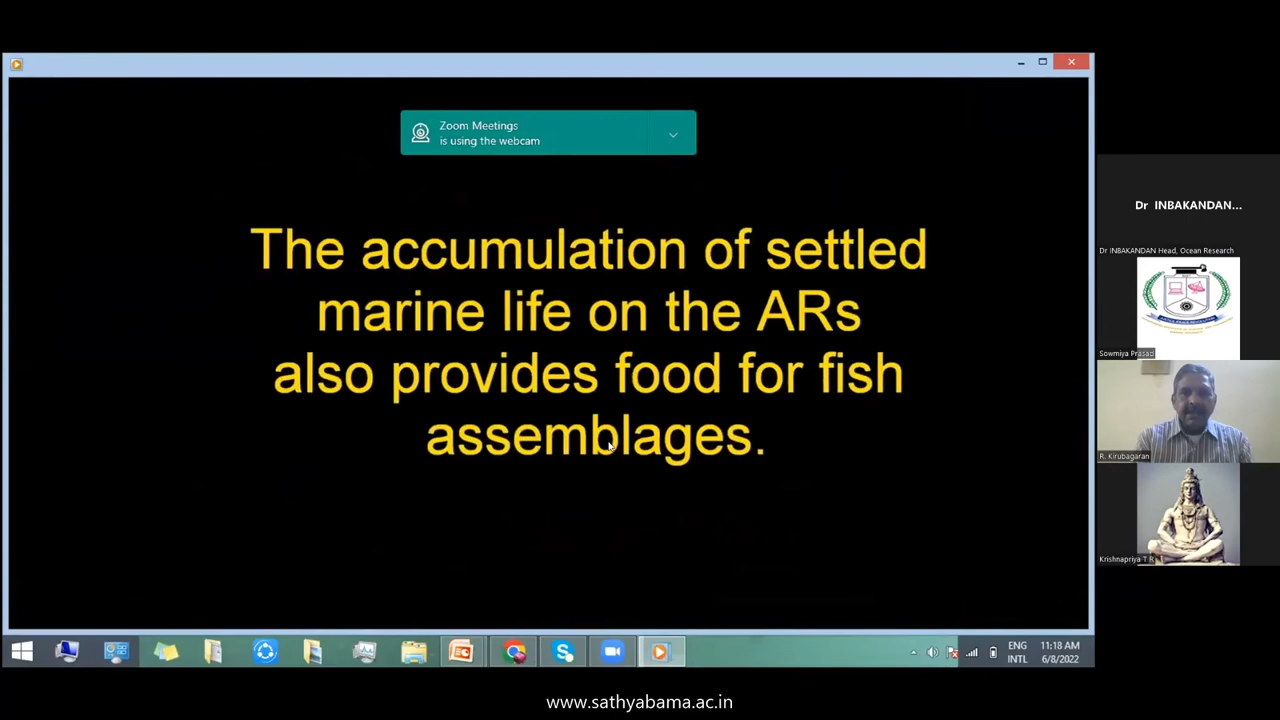 Zoom Meetings
is using the webcam
The accumulation of settled
marine life on the ARs
also provides food for fish
assemblages.
Dr INBAKANDAN...
Dr INBAKANDAN Head, Ocean Research
Sowmiya Prasad
R. Kirubagaran
Krishnapriya T R
ENG
INTL
11:18 AM
6/8/2022
www.sathyabama.ac.in